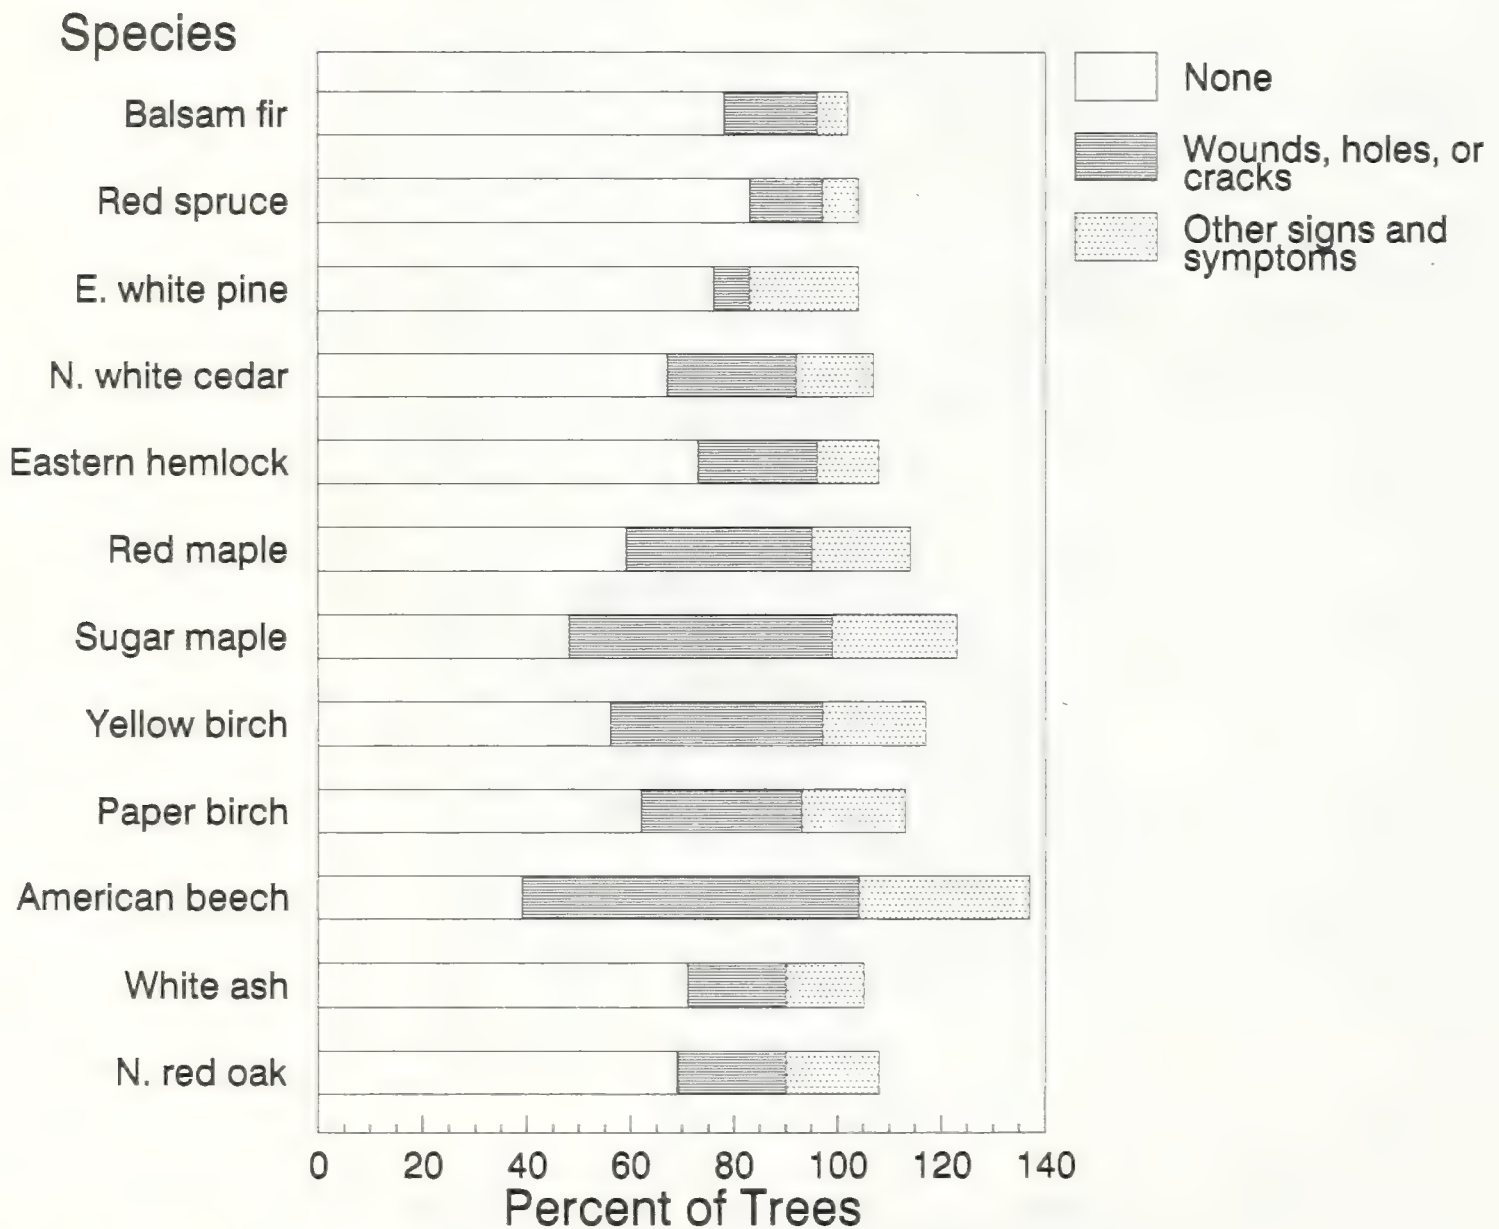 Species
Balsam fir
Red spruce
E. white pine
N. white cedar
Eastern hemlock
Red maple
Sugar maple
Yellow birch
Paper birch
American beech
White ash
N. red oak
0 20 40 60 80 100 120 140
Percent of Trees
None
Wounds, holes, or
cracks
Other signs and
symptoms